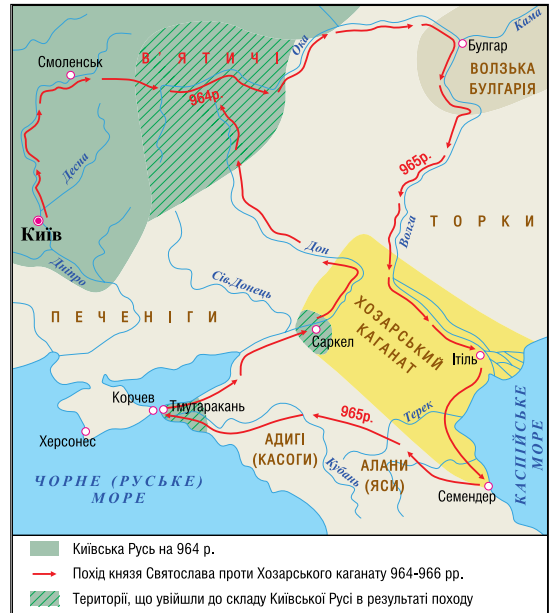 Кама
Ока
Булгар
В'ЯТИЧІ
Смоленськ
ВОЛЗЬКА
БУЛГАРІЯ
964р.
Десна
965р.
ТОРКИ
Київ
Волга
Дон
Дніпро
Сів.Донець
ПЕЧЕНІГИ
ХОЗАРСЬКИЙ
КАГАНАТ
Саркел
Ітіль
Корчев
Тмутаракань
965р.
Терек
Херсонес
АДИГІ
(КАСОГИ)
Кубань
АЛАНИ
(ЯСИ)
Семендер
КАСПІЙСЬКЕ
МОРЕ
ЧОРНЕ (РУСЬКЕ)
МОРЕ
Київська Русь на 964 р.
Похід князя Святослава проти Хозарського каганату 964-966 рр.
Території, що увійшли до складу Київської Русі в результаті походу